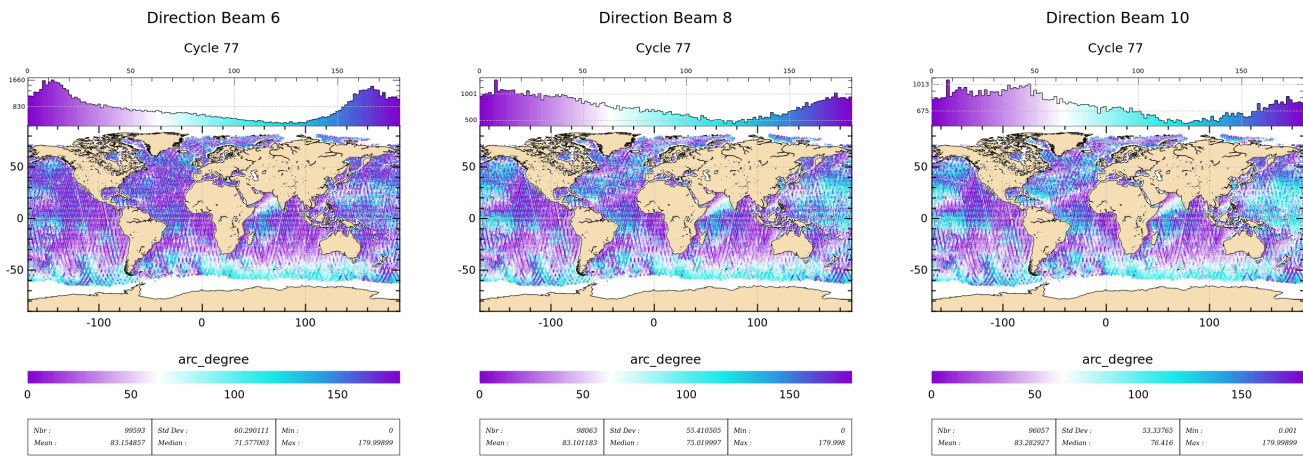 Direction Beam 6
Cycle 77
0 50 100 150
1660
830
50
0
-50
-100 0 100
arc_degree
0 50 100 150
Nbr : 99593 Std Dev : 60.290111 Min : 0
Mean : 83.154857 Median : 71.577003 Max : 179.99899
Direction Beam 8
Cycle 77
0 50 100 150
1001
500
50
0
-50
-100 0 100
arc_degree
0 50 100 150
Nbr : 98063 Std Dev : 55.410505 Min : 0
Mean : 83.101183 Median : 75.019997 Max : 179.998
Direction Beam 10
Cycle 77
0 50 100 150
1013
675
50
0
-50
-100 0 100
arc_degree
0 50 100 150
Nbr : 96057 Std Dev : 53.33765 Min : 0.001
Mean : 83.282927 Median : 76.416 Max : 179.99899